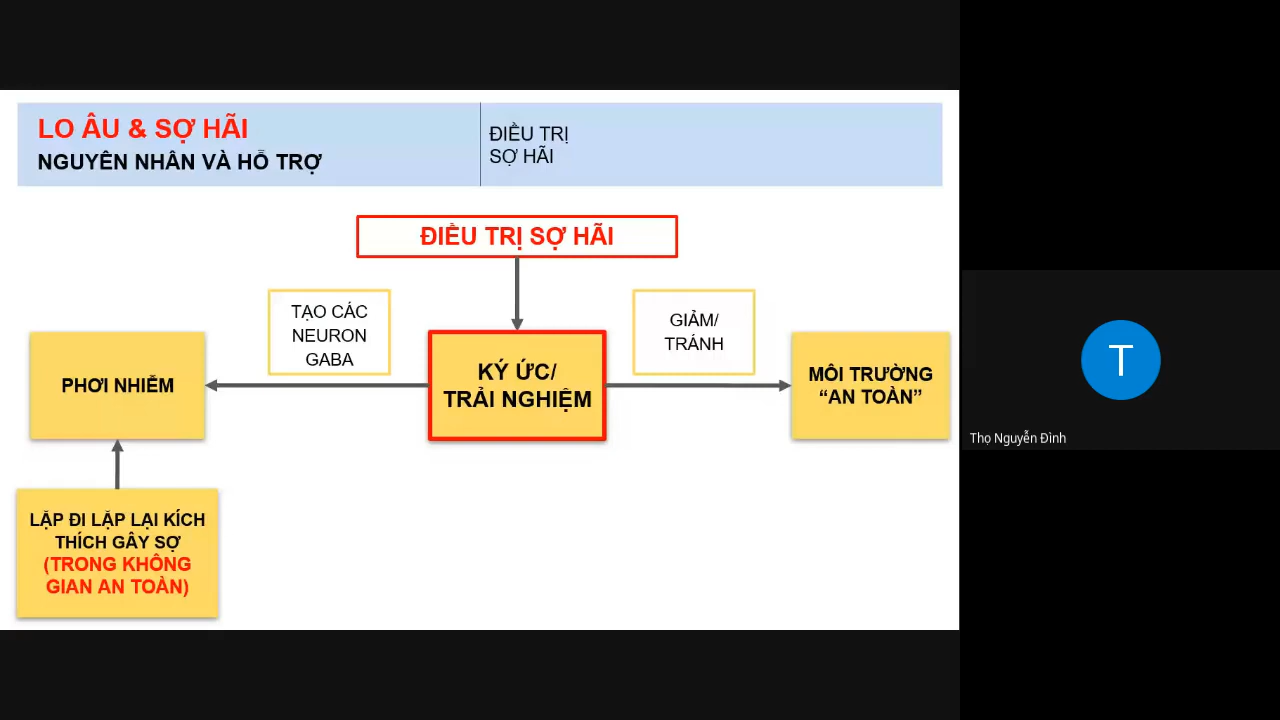 LO ÂU & SỢ HÃI
NGUYÊN NHÂN VÀ HỖ TRỢ
ĐIỀU TRỊ
SỢ HÃI
ĐIỀU TRỊ SỢ HÃI
TẠO CÁC
NEURON
GABA
GIẢM/
TRÁNH
PHƠI NHIỄM
KÝ ỨC/
TRẢI NGHIỆM
MÔI TRƯỜNG
“AN TOÀN”
LẶP ĐI LẶP LẠI KÍCH
THÍCH GÂY SỢ
(TRONG KHÔNG
GIAN AN TOÀN)
T
Thọ Nguyễn Đình